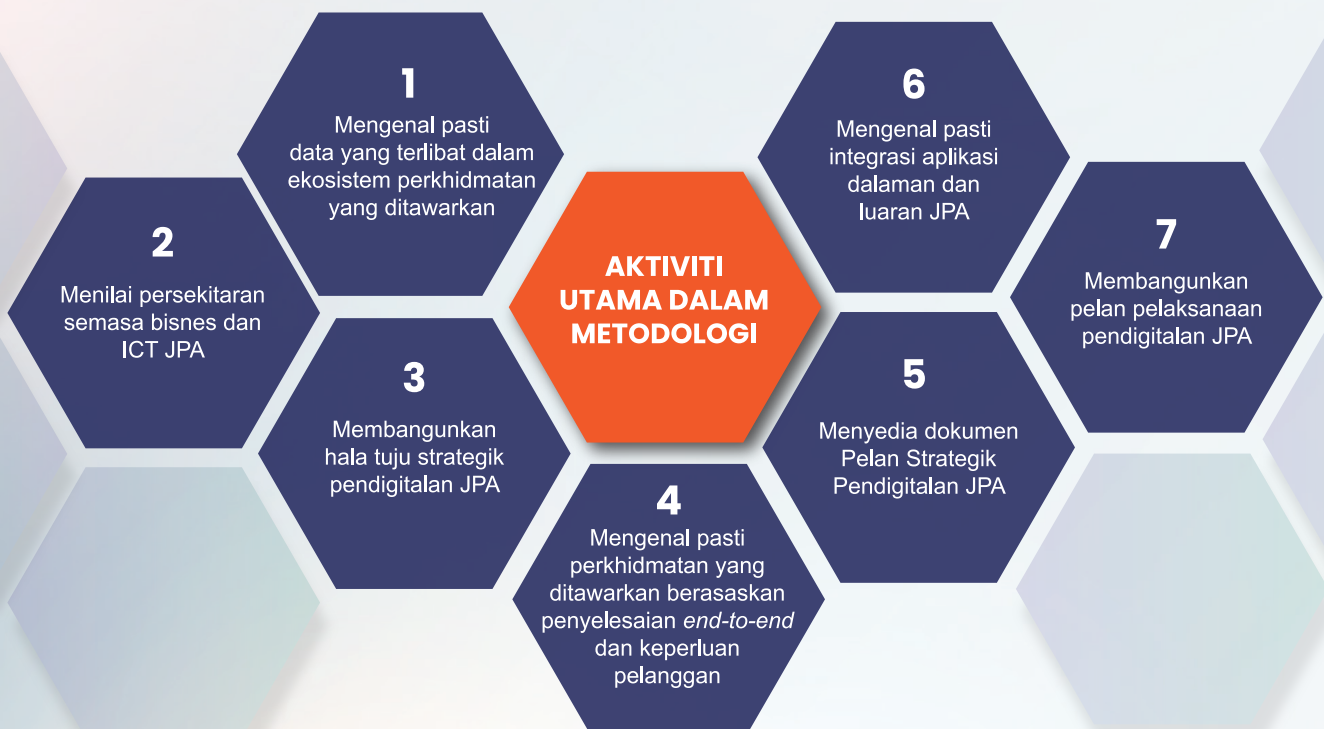 AKTIVITI
UTAMA DALAM
METODOLOGI
1
Mengenal pasti
data yang terlibat dalam
ekosistem perkhidmatan
yang ditawarkan
2
Menilai persekitaran
semasa bisnes dan
ICT JPA
3
Membangunkan
hala tuju strategik
pendigitalan JPA
4
Mengenal pasti
perkhidmatan yang
ditawarkan berasaskan
penyelesaian end-to-end
dan keperluan
pelanggan
5
Menyedia dokumen
Pelan Strategik
Pendigitalan JPA
6
Mengenal pasti
integrasi aplikasi
dalaman dan
luaran JPA
7
Membangunkan
pelan pelaksanaan
pendigitalan JPA